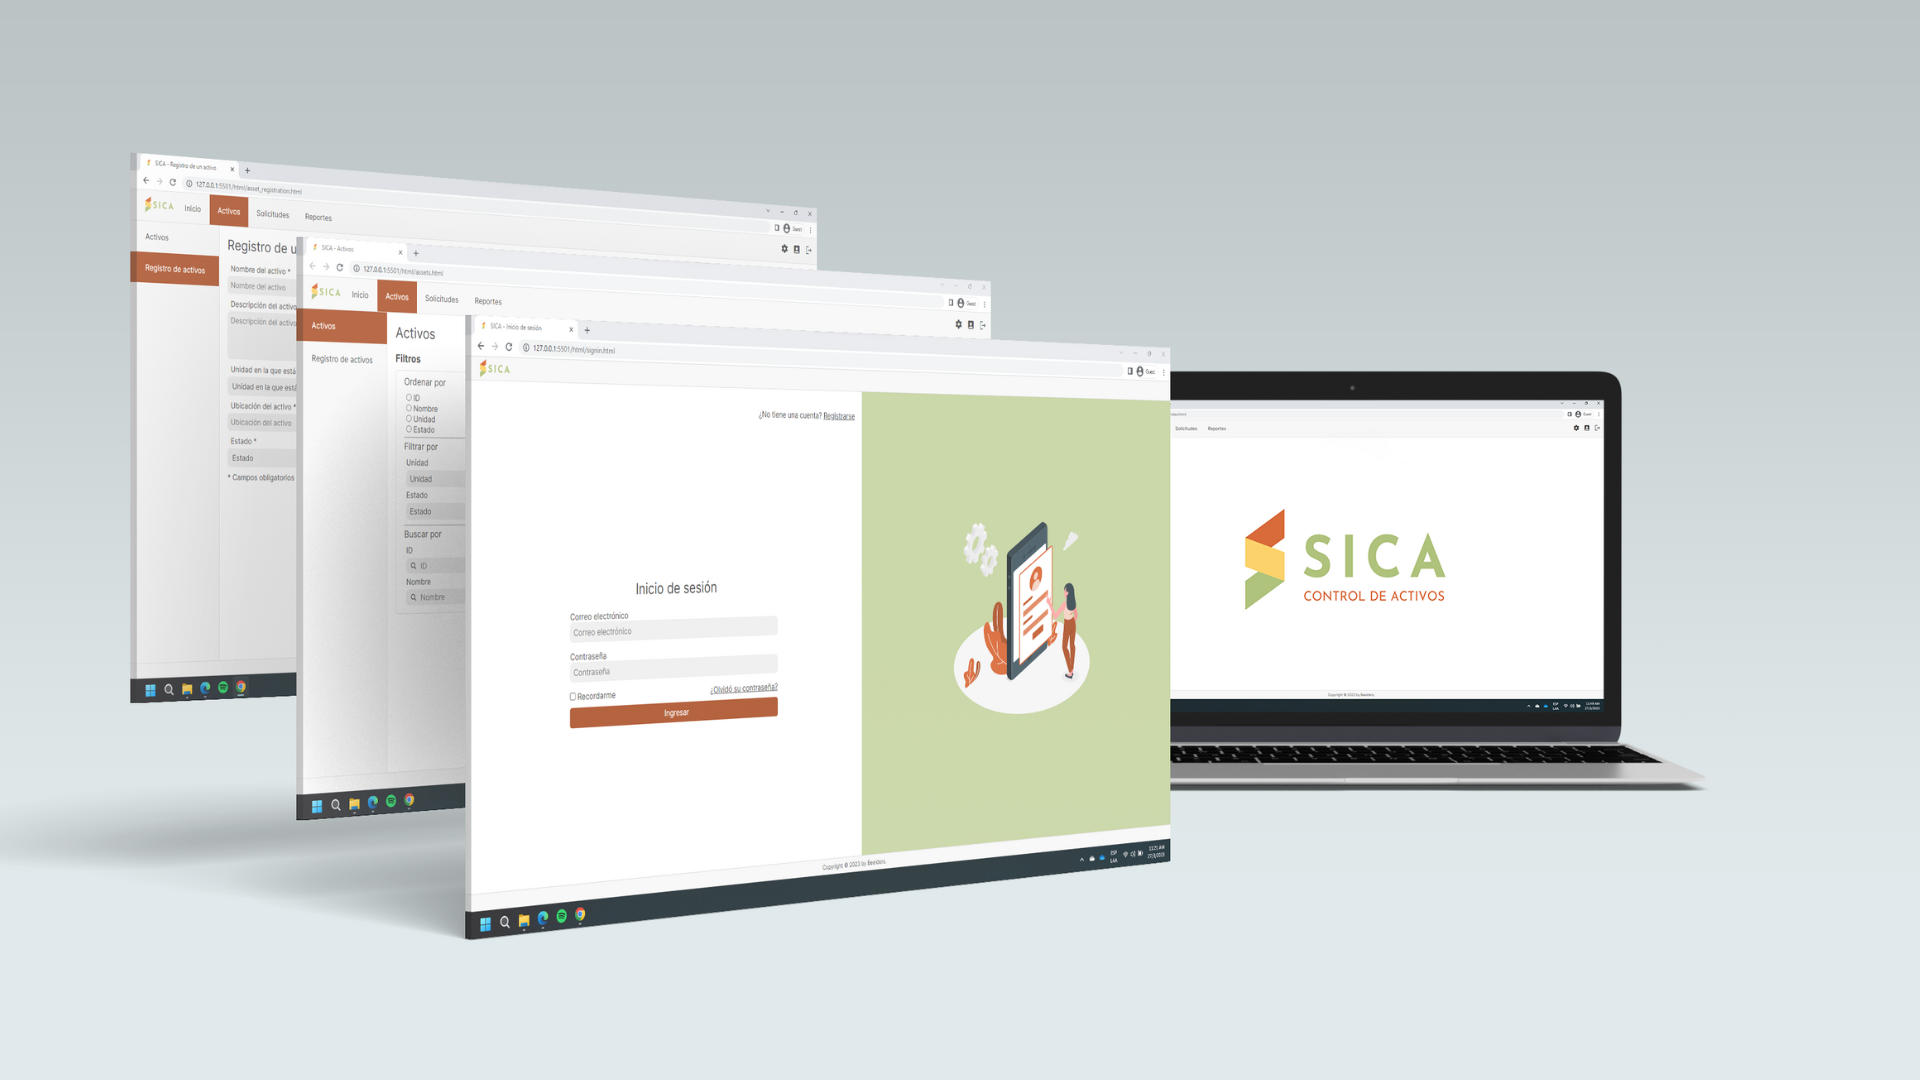 SICA - Registro de un activo
127.0.0.1:5501/html/asset_registration.html
Guest
SICA
Inicio
Activos
Solicitudes
Reportes
Activos
Registro de activos
Registro de u
Nombre del activo *
Nombre del activo
Descripción del activo
Descripción del activo
Unidad en la que está
Unidad en la que está
Ubicación del activo *
Ubicación del activo
Estado *
Estado
* Campos obligatorios
SICA - Activos
127.0.0.1:5501/html/assets.html
Guest
SICA
Inicio
Activos
Solicitudes
Reportes
Activos
Registro de activos
Activos
Filtros
Ordenar por
ID
Nombre
Unidad
Estado
Filtrar por
Unidad
Unidad
Estado
Estado
Buscar por
ID
ID
Nombre
Nombre
SICA - Inicio de sesión
127.0.0.1:5501/html/signin.html
Guest
SICA
¿No tiene una cuenta? Registrarse
Inicio de sesión
Correo electrónico
Correo electrónico
Contraseña
Contraseña
Recordarme
¿Olvidó su contraseña?
Ingresar
Copyright © 2023 by Beesders.
ESP
LAA
Solicitudes
Reportes
SICA
CONTROL DE ACTIVOS